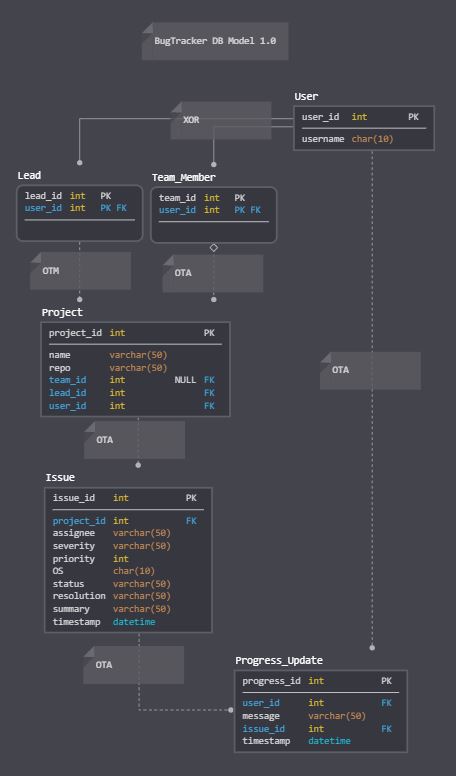 BugTracker DB Model 1.0
User
user_id int PK
username char(10)
XOR
Lead
lead_id int PK
user_id int PK FK
Team_Member
team_id int PK
user_id int PK FK
OTM
OTA
Project
project_id int PK
name varchar(50)
repo varchar(50)
team_id int NULL FK
lead_id int FK
user_id int FK
OTA
OTA
Issue
issue_id int PK
project_id int FK
assignee varchar(50)
severity varchar(50)
priority int
OS char(10)
status varchar(50)
resolution varchar(50)
summary varchar(50)
timestamp datetime
OTA
Progress_Update
progress_id int PK
user_id int FK
message varchar(50)
issue_id int FK
timestamp datetime